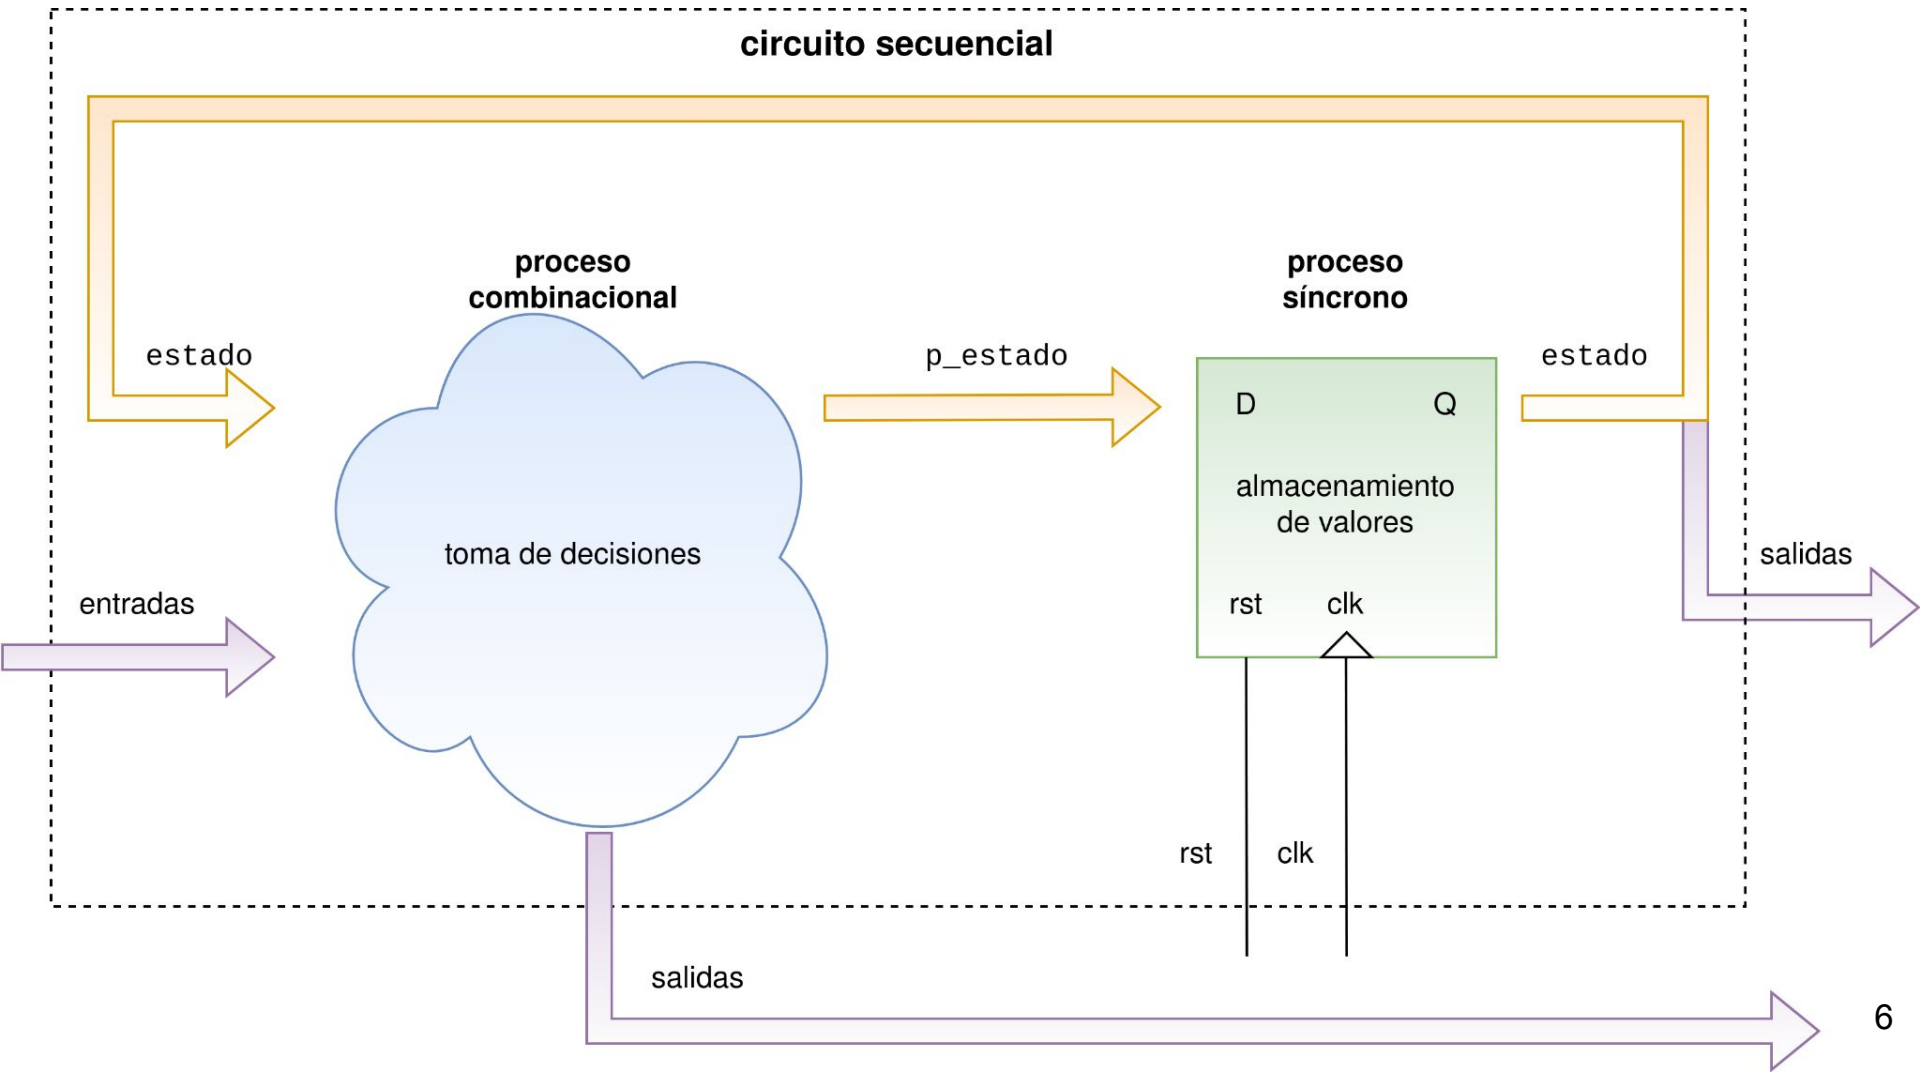 circuito secuencial
proceso
combinacional
proceso
síncrono
estado
p_estado
estado
D
Q
almacenamiento
de valores
toma de decisiones
salidas
entradas
rst
clk
rst
clk
salidas
6